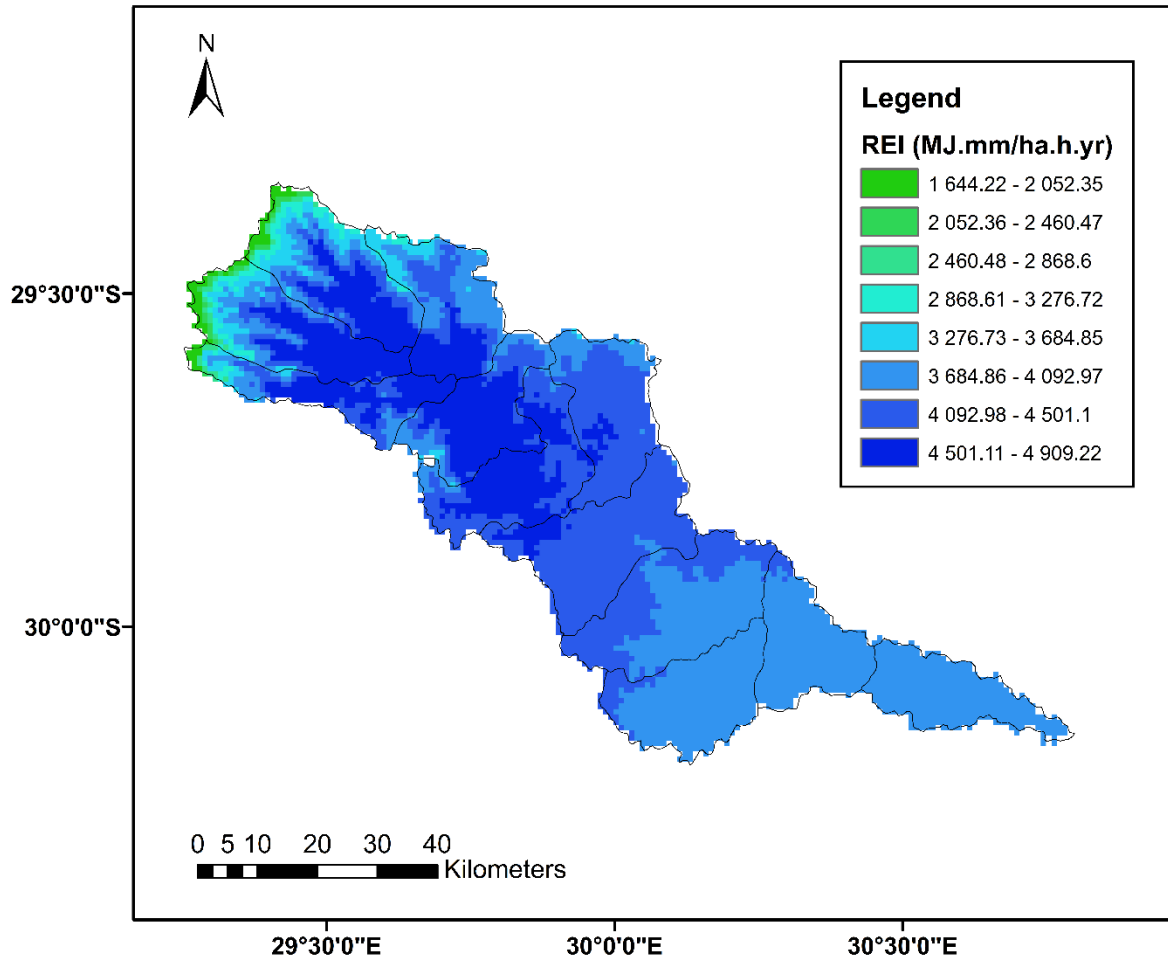 N
Legend
REI (MJ.mm/ha.h.yr)
1 644.22 - 2 052.35
2 052.36 - 2 460.47
2 460.48 - 2 868.6
2 868.61 - 3 276.72
3 276.73 - 3 684.85
3 684.86 - 4 092.97
4 092.98 - 4 501.1
4 501.11 - 4 909.22
29°30'0"S
30°0'0"S
0 5 10 20 30 40
Kilometers
29°30'0"E 30°0'0"E 30°30'0"E